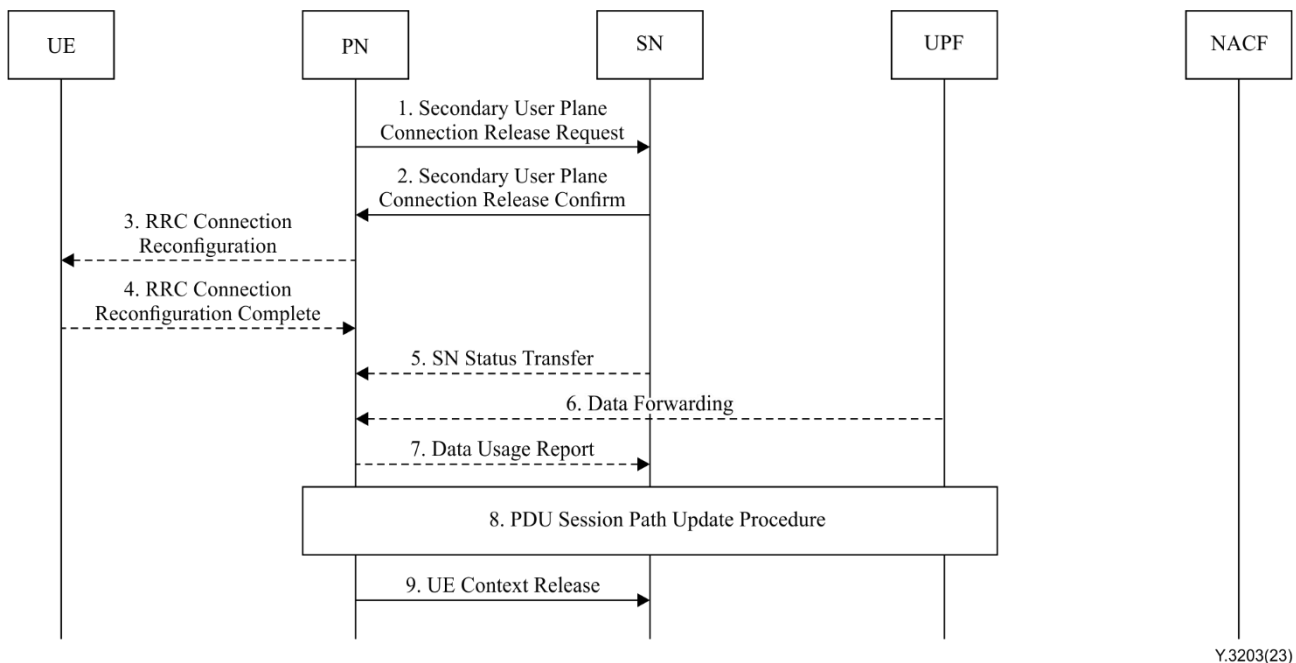 UE
PN
SN
UPF
NACF
1. Secondary User Plane
Connection Release Request
2. Secondary User Plane
Connection Release Confirm
3. RRC Connection
Reconfiguration
4. RRC Connection
Reconfiguration Complete
5. SN Status Transfer
6. Data Forwarding
7. Data Usage Report
8. PDU Session Path Update Procedure
9. UE Context Release
Y.3203(23)